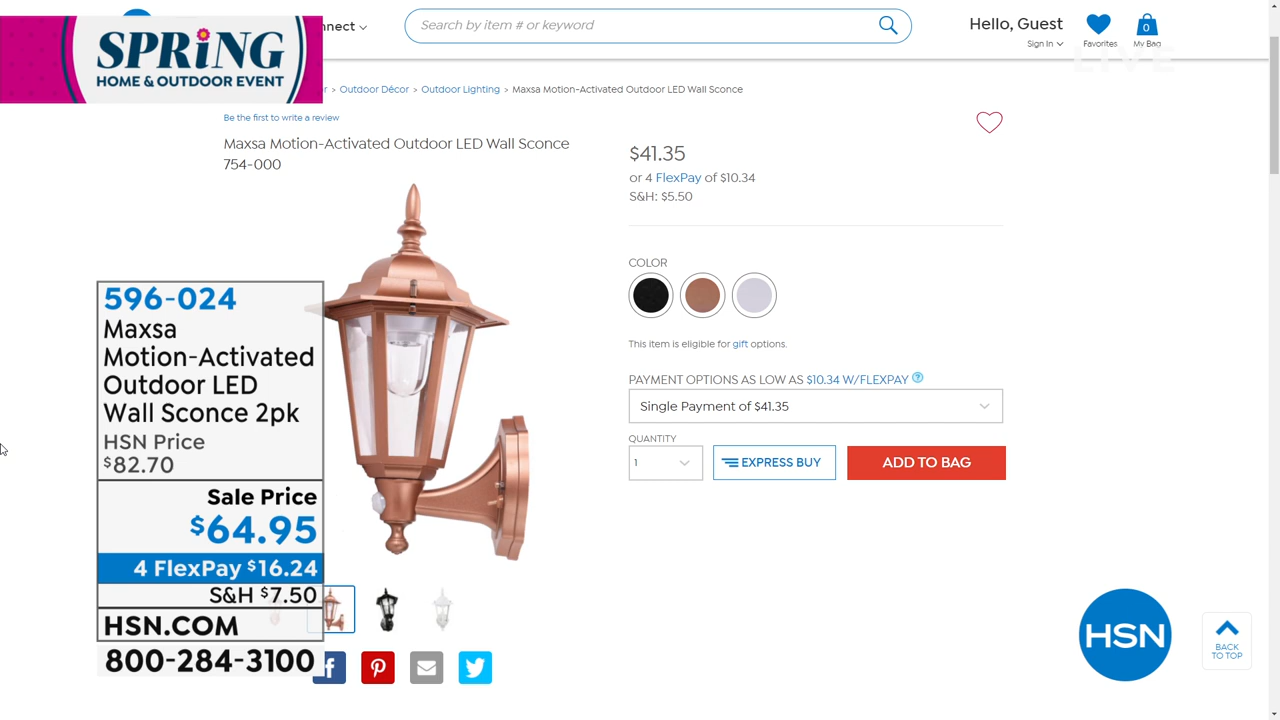 SPRiNG
HOME & OUTDOOR EVENT
nnect
Search by item # or keyword
Hello, Guest
Sign In
Favorites
0
My Bag
LIVE
r > Outdoor Décor > Outdoor Lighting > Maxsa Motion-Activated Outdoor LED Wall Sconce
Be the first to write a review
Maxsa Motion-Activated Outdoor LED Wall Sconce
754-000
$41.35
or 4 FlexPay of $10.34
S&H: $5.50
COLOR
This item is eligible for gift options.
PAYMENT OPTIONS AS LOW AS $10.34 W/FLEXPAY ?
Single Payment of $41.35
QUANTITY
1
EXPRESS BUY
ADD TO BAG
596-024
Maxsa
Motion-Activated
Outdoor LED
Wall Sconce 2pk
HSN Price
$82.70
Sale Price
$64.95
4 FlexPay $16.24
S&H $7.50
HSN.COM
800-284-3100
HSN
BACK
TO TOP